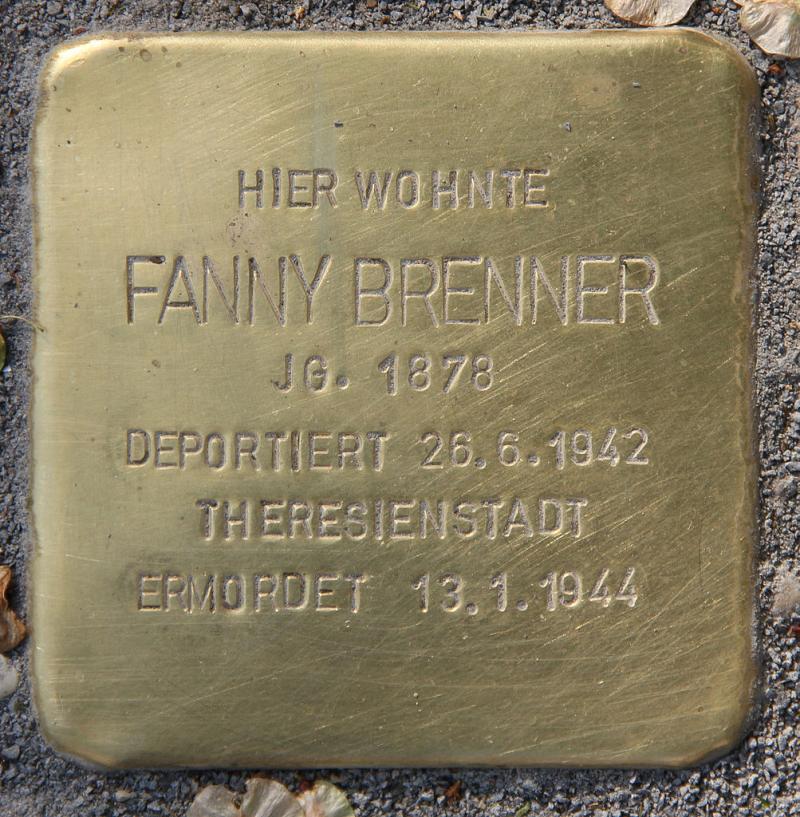 HIER WOHNTE
FANNY BRENNER
JG. 1878
DEPORTIERT 26.6.1942
THERESIENSTADT
ERMORDET 13.1.1944